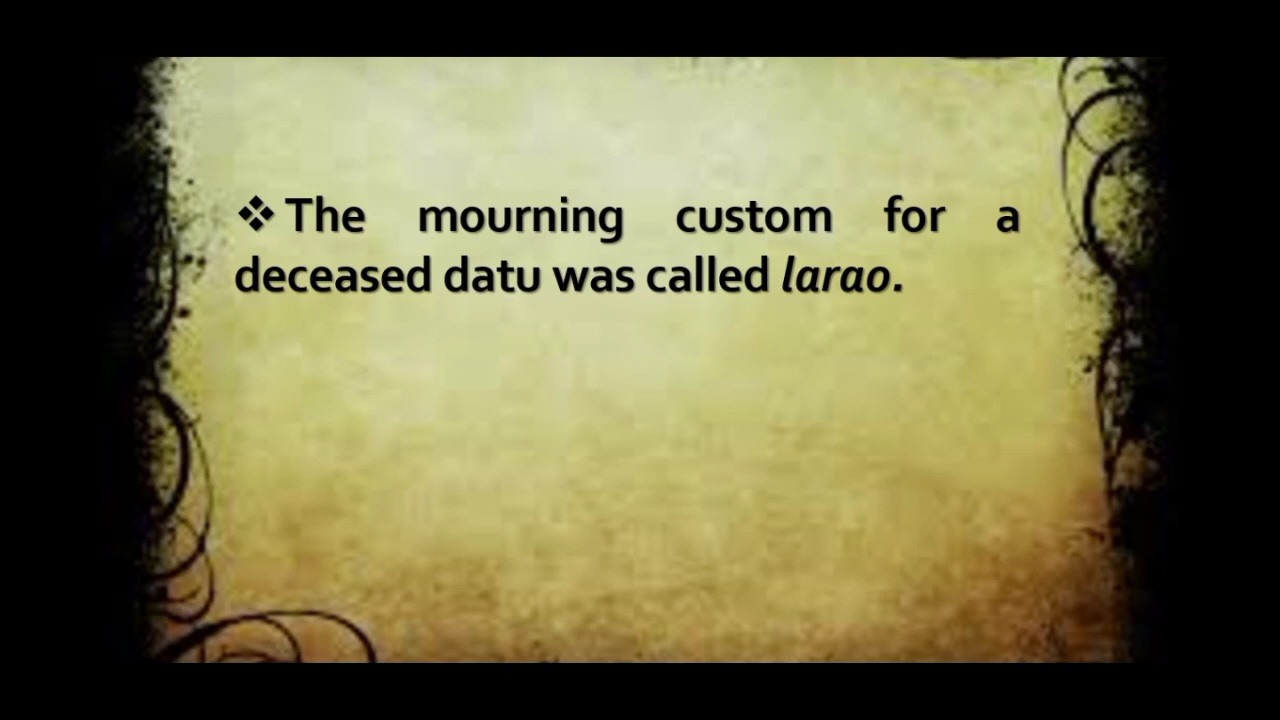 ❖ The mourning custom for a
deceased datu was called larao.